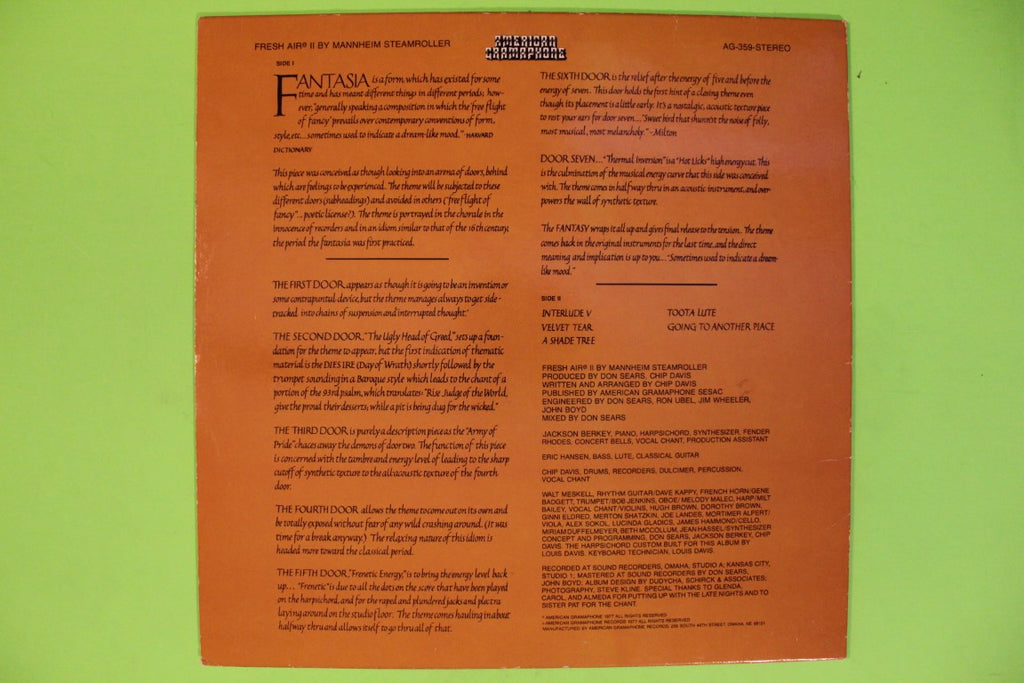 FRESH AIR® II BY MANNHEIM STEAMROLLER
AMERICAN
GRAMAPHONE
AG-359-STEREO
SIDE I
FANTASIA is a form which has existed for some
time and has meant different things in different periods; how-
ever, "generally speaking a composition in which the 'free flight
of fancy' prevails over contemporary conventions of form,
style, etc... sometimes used to indicate a dream-like mood." -HARVARD
DICTIONARY
This piece was conceived as though looking into an arena of doors, behind
which are feelings to be experienced. The theme will be subjected to these
different doors (subheadings) and avoided in others ("free flight of
fancy"... poetic license?). The theme is portrayed in the chorale in the
innocence of recorders and in an idiom similar to that of the 16th century,
the period the fantasia was first practiced.
THE FIRST DOOR appears as though it is going to be an invention or
some contrapuntal device, but the theme manages always to get side-
tracked into chains of suspension and interrupted thought.
THE SECOND DOOR, "The Ugly Head of Greed," sets up a foun-
dation for the theme to appear, but the first indication of thematic
material is the DIES IRE (Day of Wrath) shortly followed by the
trumpet sounding in a Baroque style which leads to the chant of a
portion of the 93rd psalm, which translates "Rise Judge of the World,
give the proud their desserts, while a pit is being dug for the wicked."
THE THIRD DOOR is purely a description piece as the "Army of
Pride" chaces away the demons of door two. The function of this piece
is concerned with the tambre and energy level of leading to the sharp
cutoff of synthetic texture to the all-acoustic texture of the fourth
door.
THE FOURTH DOOR allows the theme to come out on its own and
be totally exposed without fear of any wild crashing around. (It was
time for a break anyway.) The relaxing nature of this idiom is
headed more toward the classical period.
THE FIFTH DOOR, "Frenetic Energy," is to bring the energy level back
up... "Frenetic" is due to all the dots on the score that have been played
on the harpsichord, and for the raped and plundered jacks and plectra
laying around on the studio floor. The theme comes hauling in about
halfway thru and allows itself to go thru all of that.
THE SIXTH DOOR is the relief after the energy of five and before the
energy of seven. This door holds the first hint of a closing theme even
though its placement is a little early. It's a nostalgic, acoustic texture piece
to rest your ears for door seven... "Sweet bird that shunn'st the noise of folly,
most musical, most melancholy." -Milton
DOOR SEVEN... "Thermal Inversion" is a "Hot Licks" high energy cut. This
is the culmination of the musical energy curve that this side was conceived
with. The theme comes in half way thru in an acoustic instrument, and over-
powers the wall of synthetic texture.
The FANTASY wraps it all up and gives final release to the tension. The theme
comes back in the original instruments for the last time, and the direct
meaning and implication is up to you... "Sometimes used to indicate a dream-
like mood."
SIDE II
INTERLUDE V
VELVET TEAR
A SHADE TREE
TOOTA LUTE
GOING TO ANOTHER PLACE
FRESH AIR® II BY MANNHEIM STEAMROLLER
PRODUCED BY DON SEARS, CHIP DAVIS
WRITTEN AND ARRANGED BY CHIP DAVIS
PUBLISHED BY AMERICAN GRAMAPHONE SESAC
ENGINEERED BY DON SEARS, RON UBEL, JIM WHEELER,
JOHN BOYD
MIXED BY DON SEARS
JACKSON BERKEY, PIANO, HARPSICHORD, SYNTHESIZER, FENDER
RHODES, CONCERT BELLS, VOCAL CHANT, PRODUCTION ASSISTANT
ERIC HANSEN, BASS, LUTE, CLASSICAL GUITAR
CHIP DAVIS, DRUMS, RECORDERS, DULCIMER, PERCUSSION,
VOCAL CHANT
WALT MESKELL, RHYTHM GUITAR/DAVE KAPPY, FRENCH HORN/GENE
BADGETT, TRUMPET/BOB JENKINS, OBOE/ MELODY MALEC, HARP/MILT
BAILEY, VOCAL CHANT/VIOLINS, HUGH BROWN, DOROTHY BROWN,
GINNI ELDRED, MERTON SHATZKIN, JOE LANDES, MORTIMER ALPERT/
VIOLA, ALEX SOKOL, LUCINDA GLADICS, JAMES HAMMOND/CELLO,
MIRIAM DUFFELMEYER, BETH MCCOLLUM, JEAN HASSEL/SYNTHESIZER
CONCEPT AND PROGRAMMING, DON SEARS, JACKSON BERKEY, CHIP
DAVIS. THE HARPSICHORD CUSTOM BUILT FOR THIS ALBUM BY
LOUIS DAVIS. KEYBOARD TECHNICIAN, LOUIS DAVIS.
RECORDED AT SOUND RECORDERS, OMAHA, STUDIO A; KANSAS CITY,
STUDIO 1; MASTERED AT SOUND RECORDERS BY DON SEARS,
JOHN BOYD; ALBUM DESIGN BY DUDYCHA, SCHIRCK & ASSOCIATES;
PHOTOGRAPHY, STEVE KLINE. SPECIAL THANKS TO GLENDA,
CAROL, AND ALMEDA FOR PUTTING UP WITH THE LATE NIGHTS AND TO
SISTER PAT FOR THE CHANT.
AMERICAN GRAMAPHONE 1977 ALL RIGHTS RESERVED
AMERICAN GRAMAPHONE RECORDS 1977 ALL RIGHTS RESERVED
MANUFACTURED BY AMERICAN GRAMAPHONE RECORDS, SOUTH 44TH STREET, OMAHA, NE